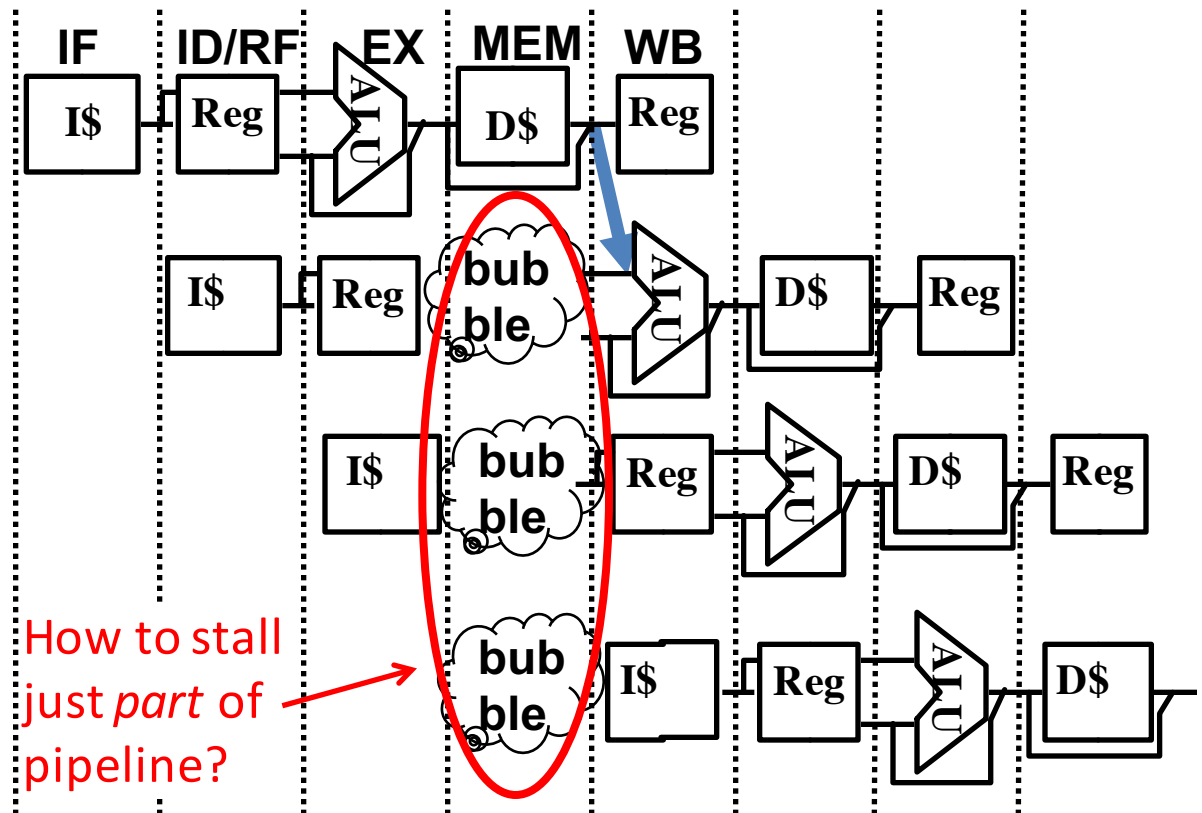 IF ID/RF EX MEM WB
I$ Reg ALU D$ Reg
I$ Reg bub ALU D$ Reg
ble
I$ bub Reg ALU D$ Reg
ble
How to stall
just part of
pipeline?
bub I$ Reg ALU D$
ble